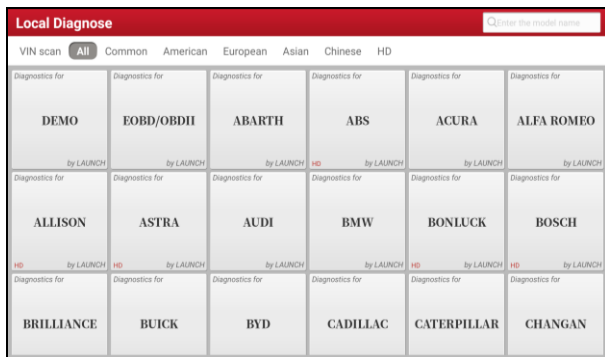 Local Diagnose
Enter the model name
VIN scan All Common American European Asian Chinese HD
Diagnostics for Diagnostics for Diagnostics for Diagnostics for Diagnostics for Diagnostics for
DEMO EOBD/OBDII ABARTH ABS ACURA ALFA ROMEO
by LAUNCH by LAUNCH by LAUNCH HD by LAUNCH by LAUNCH by LAUNCH
Diagnostics for Diagnostics for Diagnostics for Diagnostics for Diagnostics for Diagnostics for
ALLISON ASTRA AUDI BMW BONLUCK BOSCH
HD by LAUNCH HD by LAUNCH by LAUNCH by LAUNCH HD by LAUNCH HD by LAUNCH
Diagnostics for Diagnostics for Diagnostics for Diagnostics for Diagnostics for Diagnostics for
BRILLIANCE BUICK BYD CADILLAC CATERPILLAR CHANGAN